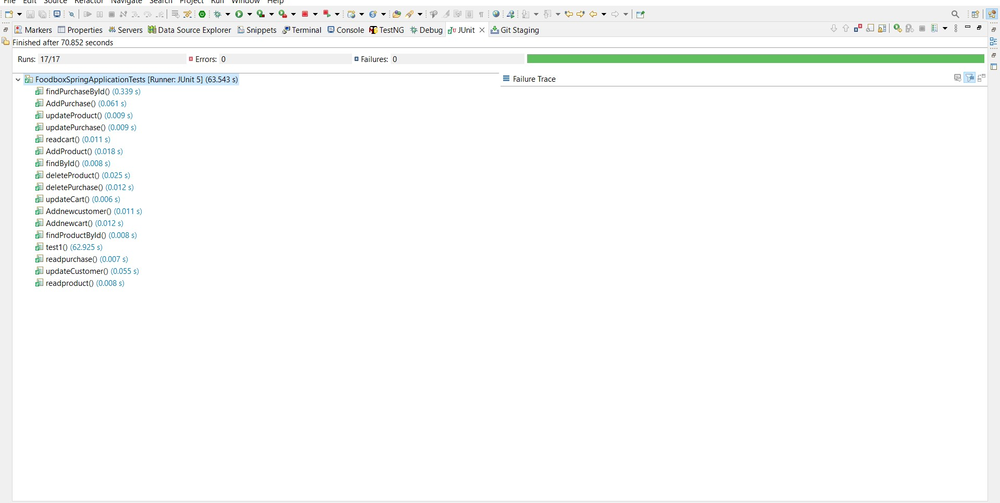 File Edit Source Refactor Navigate Search Project Run Window Help
Markers Properties Servers Data Source Explorer Snippets Terminal Console TestNG Debug JUnit Git Staging
Finished after 70.852 seconds
Runs: 17/17 Errors: 0 Failures: 0
FoodboxSpringApplicationTests [Runner: JUnit 5] (63.543 s)
Failure Trace
findPurchaseById() (0.339 s)
AddPurchase() (0.061 s)
updateProduct() (0.009 s)
updatePurchase() (0.009 s)
readcart() (0.011 s)
AddProduct() (0.018 s)
findById() (0.008 s)
deleteProduct() (0.025 s)
deletePurchase() (0.012 s)
updateCart() (0.006 s)
Addnewcustomer() (0.011 s)
Addnewcart() (0.012 s)
findProductById() (0.008 s)
test1() (62.925 s)
readpurchase() (0.007 s)
updateCustomer() (0.055 s)
readproduct() (0.008 s)